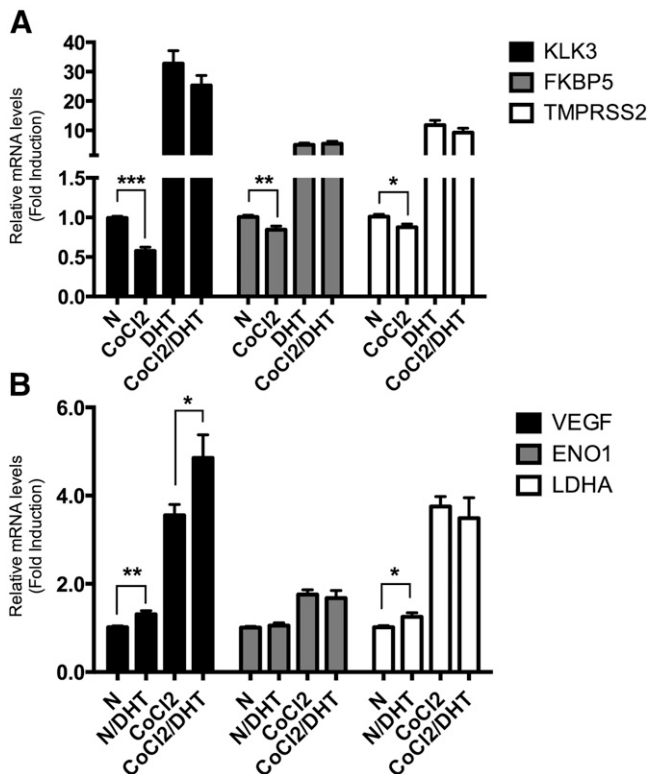 A
Relative mRNA levels
(Fold Induction)
40
30
20
10
1.5
1.0
0.5
0.0
***
**
*
N
CoCl2
DHT
CoCl2/DHT
N
CoCl2
DHT
CoCl2/DHT
N
CoCl2
DHT
CoCl2/DHT
KLK3
FKBP5
TMPRSS2
B
Relative mRNA levels
(Fold Induction)
6.0
4.0
2.0
0.0
**
*
*
N
N/DHT
CoCl2
CoCl2/DHT
N
N/DHT
CoCl2
CoCl2/DHT
N
N/DHT
CoCl2
CoCl2/DHT
VEGF
ENO1
LDHA